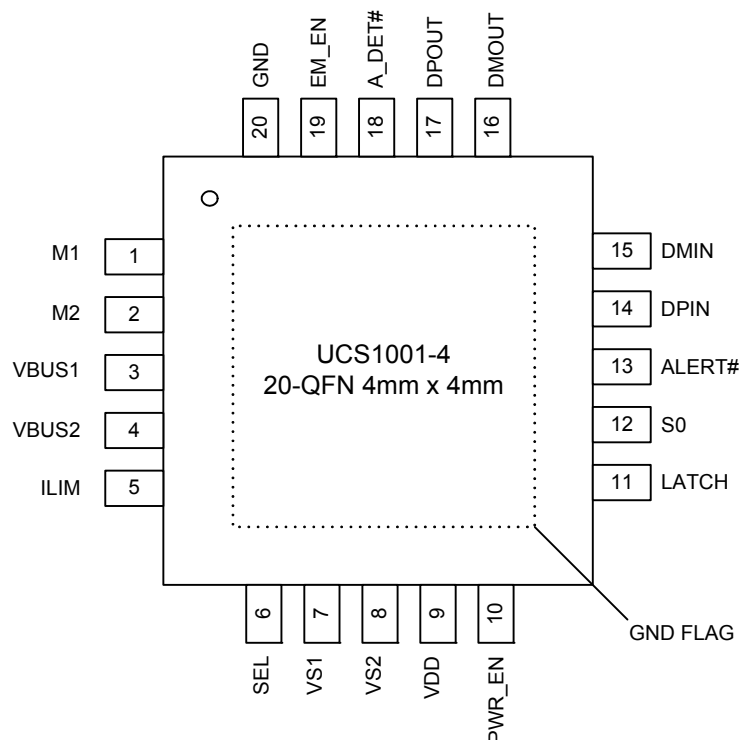 GND
EM_EN
A_DET#
DPOUT
DMOUT
20
19
18
17
16
M1
1
M2
2
VBUS1
3
VBUS2
4
ILIM
5
UCS1001-4
20-QFN 4mm x 4mm
15
DMIN
14
DPIN
13
ALERT#
12
S0
11
LATCH
6
7
8
9
10
SEL
VS1
VS2
VDD
PWR_EN
GND FLAG